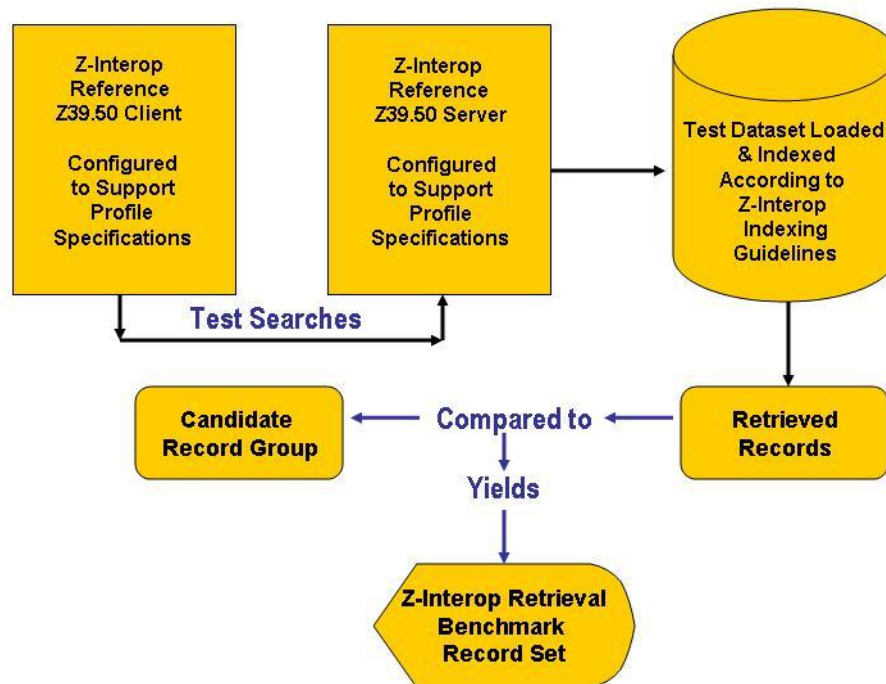 Z-Interop
Reference
Z39.50 Client
Configured
to Support
Profile
Specifications
Z-Interop
Reference
Z39.50 Server
Configured
to Support
Profile
Specifications
Test Dataset Loaded
& Indexed
According to
Z-Interop
Indexing
Guidelines
Test Searches
Candidate
Record Group
Compared to
Retrieved
Records
Yields
Z-Interop Retrieval
Benchmark
Record Set